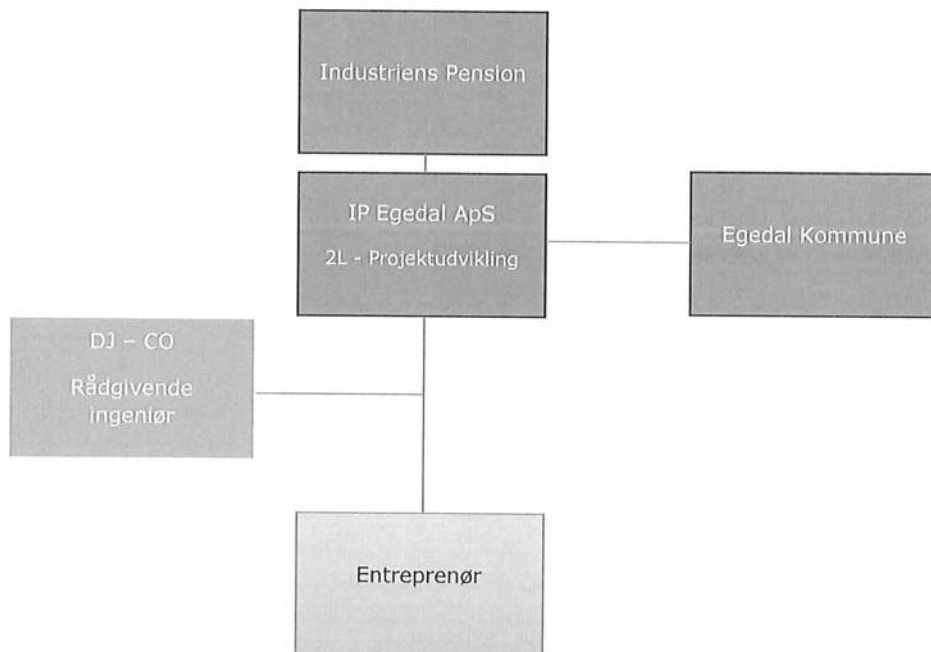 Industriens Pension
IP Egedal ApS
2L - Projektudvikling
Egedal Kommune
DJ – CO
Rådgivende
ingeniør
Entreprenør